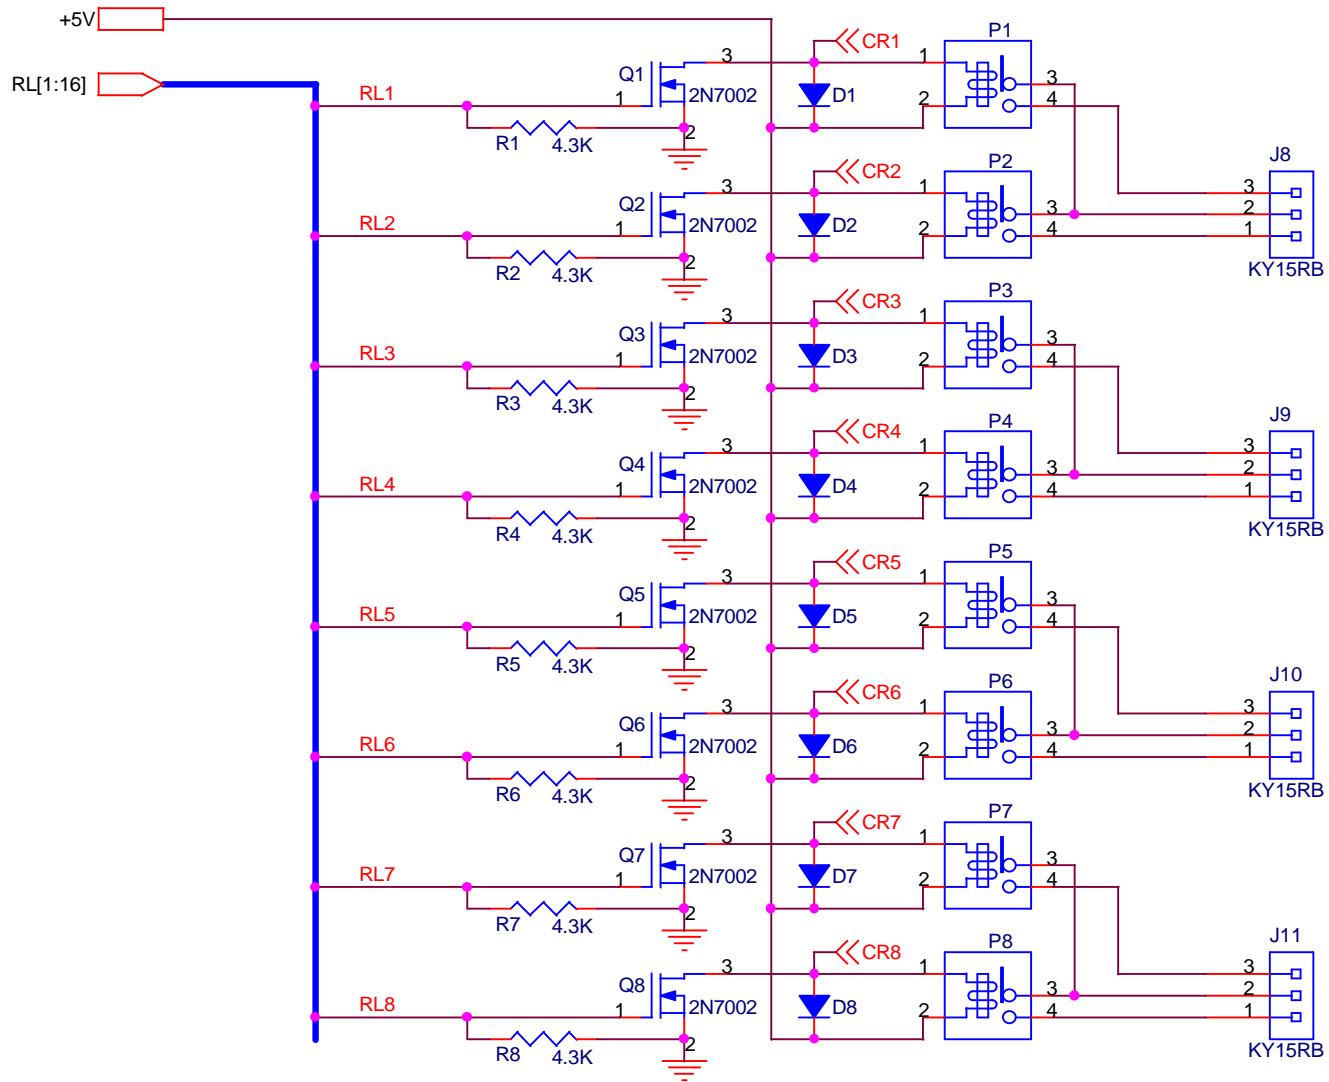 +5V
RL[1:16]
CR1
P1
Q1
3
1
RL1
1
2N7002
D1
2
3
4
R1
4.3K
2
CR2
P2
J8
Q2
3
1
RL2
1
2N7002
D2
2
3
4
3
2
1
R2
4.3K
2
KY15RB
CR3
P3
Q3
3
1
RL3
1
2N7002
D3
2
3
4
R3
4.3K
2
CR4
P4
J9
Q4
3
1
RL4
1
2N7002
D4
2
3
4
3
2
1
R4
4.3K
2
KY15RB
CR5
P5
Q5
3
1
RL5
1
2N7002
D5
2
3
4
R5
4.3K
2
CR6
P6
J10
Q6
3
1
RL6
1
2N7002
D6
2
3
4
3
2
1
R6
4.3K
2
KY15RB
CR7
P7
Q7
3
1
RL7
1
2N7002
D7
2
3
4
R7
4.3K
2
CR8
P8
J11
Q8
3
1
RL8
1
2N7002
D8
2
3
4
3
2
1
R8
4.3K
2
KY15RB